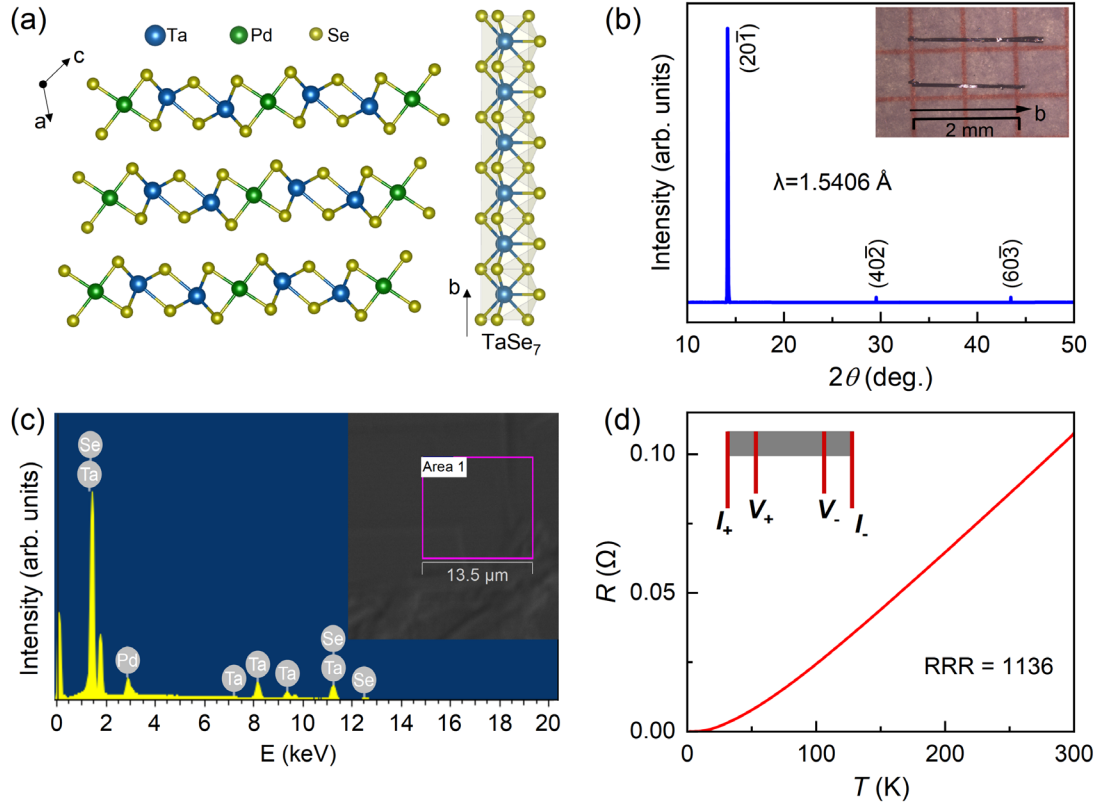 (a)
Ta Pd Se
c
a
b
TaSe₇
(b)
Intensity (arb. units)
(201̄)
λ=1.5406 Å
(402̄)
(603̄)
b
2 mm
10 20 30 40 50
2θ (deg.)
(c)
Intensity (arb. units)
Se
Ta
Pd
Ta
Ta
Ta
Se
Ta
Se
Area 1
13.5 μm
0 2 4 6 8 10 12 14 16 18 20
E (keV)
(d)
R (Ω)
0.10
0.05
0.00
I₊ V₊ V₋ I₋
RRR = 1136
0 100 200 300
T (K)